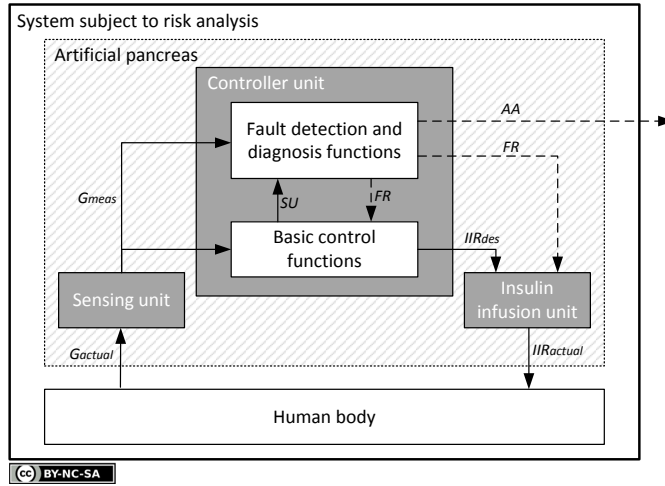 System subject to risk analysis
Artificial pancreas
Controller unit
Fault detection and
diagnosis functions
AA
FR
Gmeas
SU
FR
Basic control
functions
IIRdes
Sensing unit
Insulin
infusion unit
Gactual
IIRactual
Human body
cc BY-NC-SA